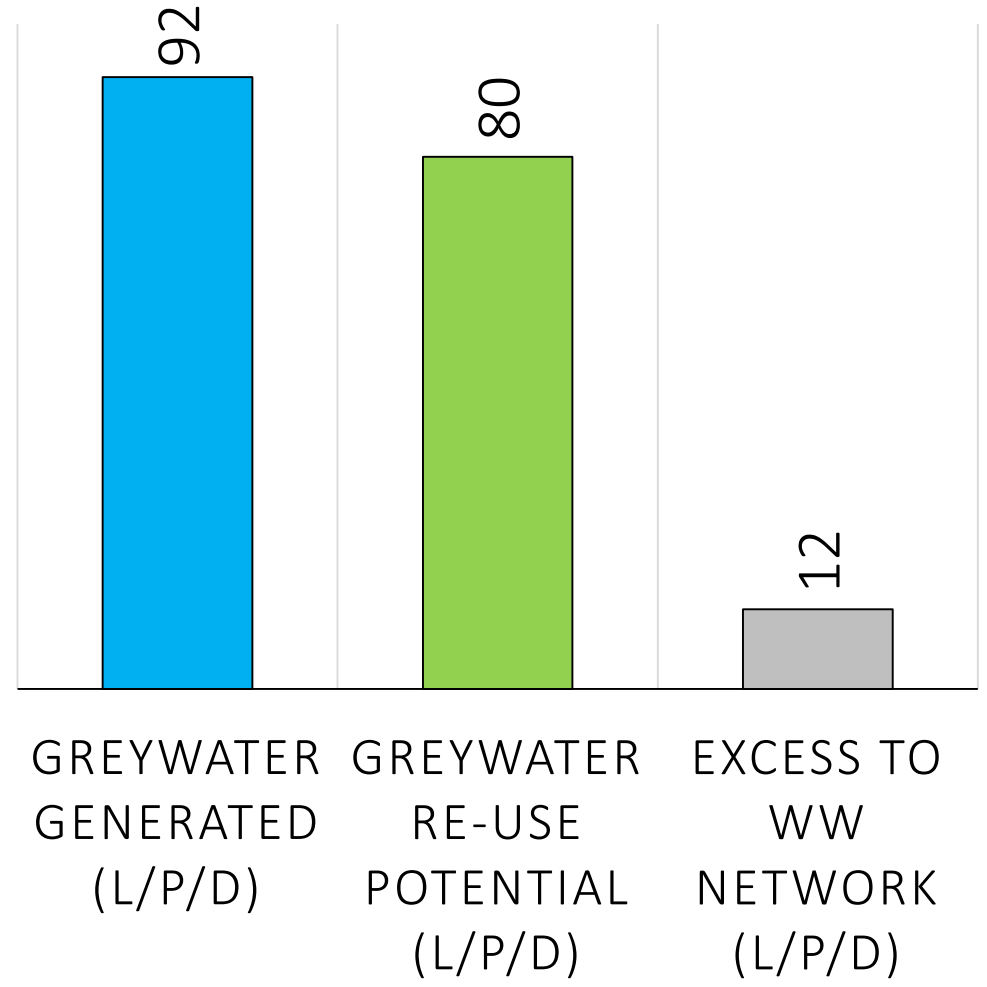 92
80
12
GREYWATER
GENERATED
(L/P/D)
GREYWATER
RE-USE
POTENTIAL
(L/P/D)
EXCESS TO
WW
NETWORK
(L/P/D)